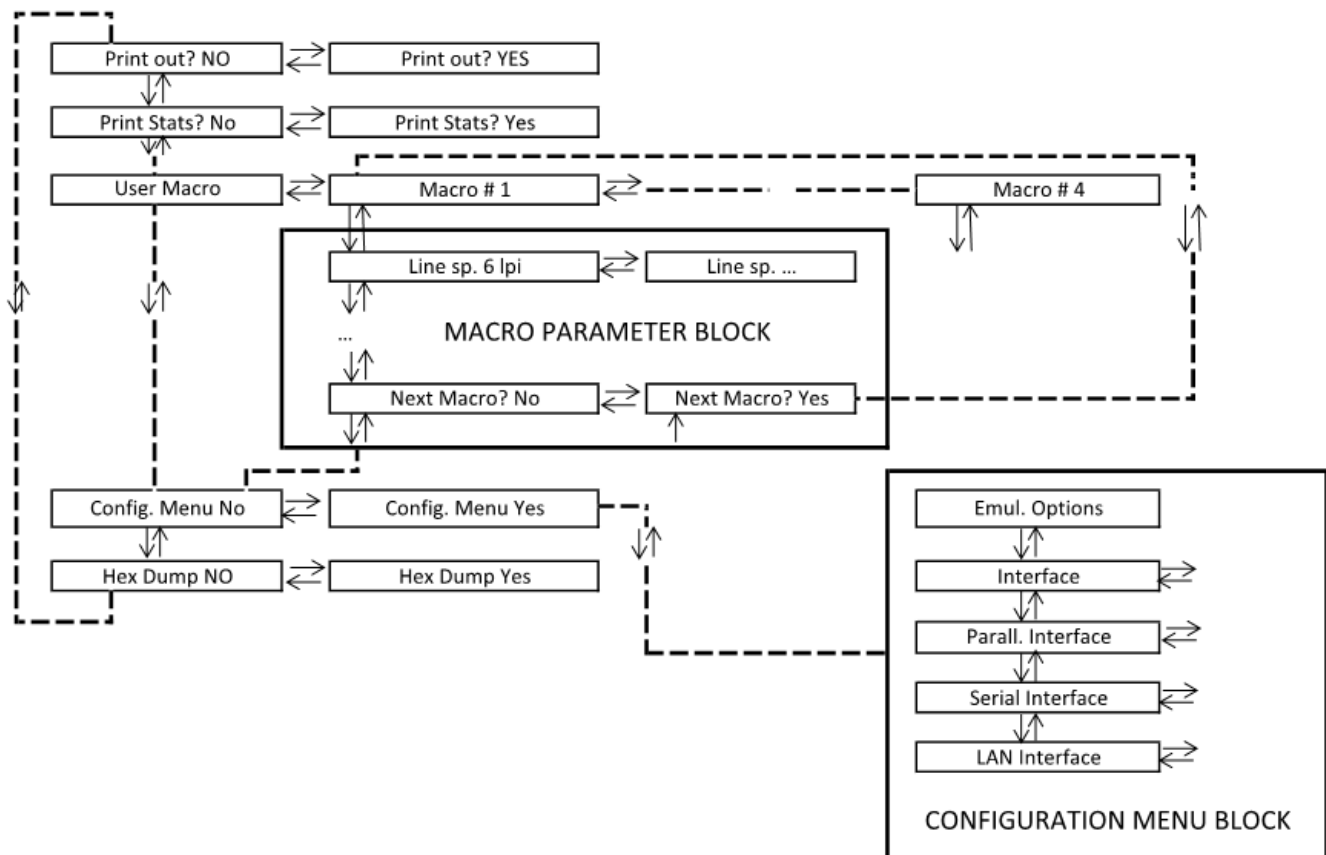 Print out? NO
Print out? YES
Print Stats? No
Print Stats? Yes
User Macro
Macro # 1
Macro # 4
Line sp. 6 lpi
Line sp. ...
...
MACRO PARAMETER BLOCK
Next Macro? No
Next Macro? Yes
Config. Menu No
Config. Menu Yes
Hex Dump NO
Hex Dump Yes
Emul. Options
Interface
Parall. Interface
Serial Interface
LAN Interface
CONFIGURATION MENU BLOCK